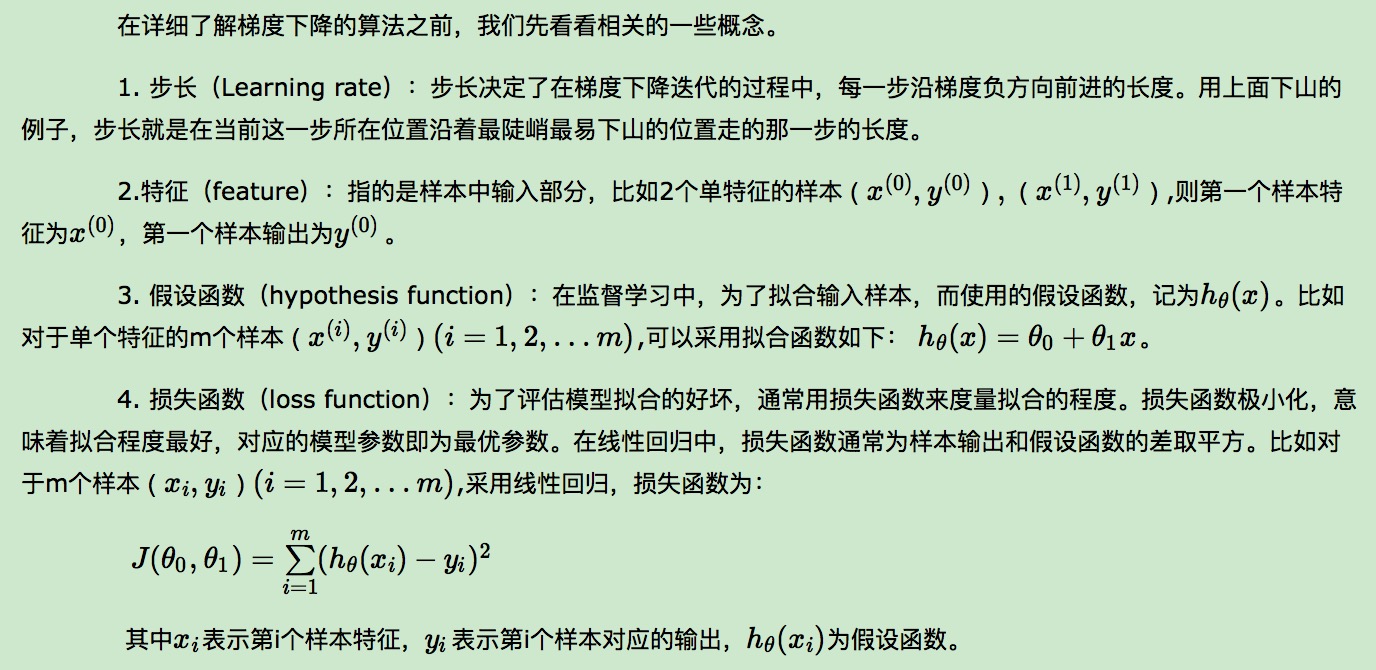 在详细了解梯度下降的算法之前，我们先看看相关的一些概念。
1. 步长（Learning rate）：步长决定了在梯度下降迭代的过程中，每一步沿梯度负方向前进的长度。用上面下山的
例子，步长就是在当前这一步所在位置沿着最陡峭最易下山的位置走的那一步的长度。
2.特征（feature）：指的是样本中输入部分，比如2个单特征的样本 ( x^{(0)}, y^{(0)} ) , ( x^{(1)}, y^{(1)} ) ,则第一个样本特
征为x^{(0)}，第一个样本输出为y^{(0)} 。
3. 假设函数（hypothesis function）：在监督学习中，为了拟合输入样本，而使用的假设函数，记为h_θ(x)。比如
对于单个特征的m个样本 ( x^{(i)}, y^{(i)} ) (i = 1, 2, ... m),可以采用拟合函数如下： h_θ(x) = θ_0 + θ_1x。
4. 损失函数（loss function）：为了评估模型拟合的好坏，通常用损失函数来度量拟合的程度。损失函数极小化，意
味着拟合程度最好，对应的模型参数即为最优参数。在线性回归中，损失函数通常为样本输出和假设函数的差取平方。比如对
于m个样本 ( x_i, y_i ) (i = 1, 2, ... m),采用线性回归，损失函数为：
J(θ_0, θ_1) = \sum_{i=1}^{m} (h_θ(x_i) − y_i)^2
其中x_i表示第i个样本特征，y_i 表示第i个样本对应的输出，h_θ(x_i)为假设函数。